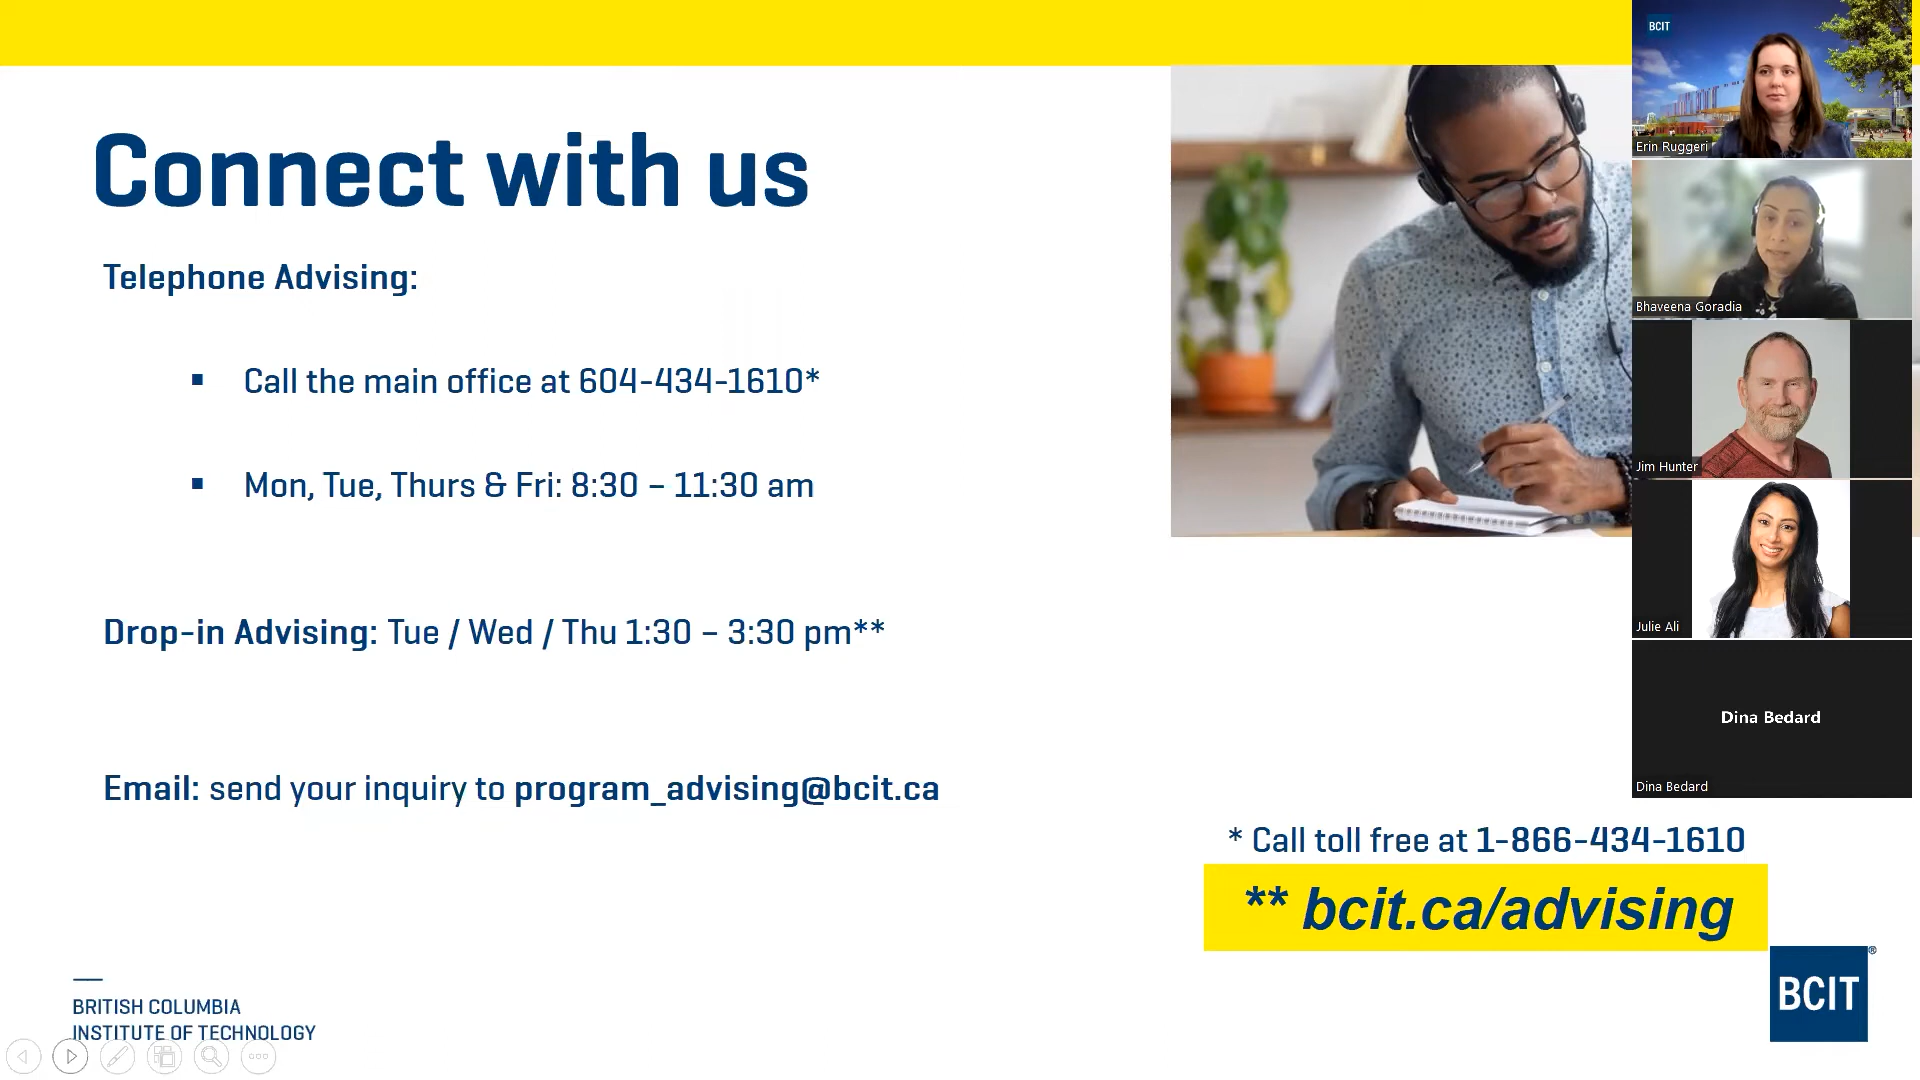 Connect with us
Telephone Advising:
▪ Call the main office at 604-434-1610*
▪ Mon, Tue, Thurs & Fri: 8:30 – 11:30 am
Drop-in Advising: Tue / Wed / Thu 1:30 – 3:30 pm**
Email: send your inquiry to program_advising@bcit.ca
* Call toll free at 1-866-434-1610
** bcit.ca/advising
BRITISH COLUMBIA
INSTITUTE OF TECHNOLOGY
BCIT®
BCIT
Erin Ruggeri
Bhaveena Goradia
Jim Hunter
Julie Ali
Dina Bedard
Dina Bedard